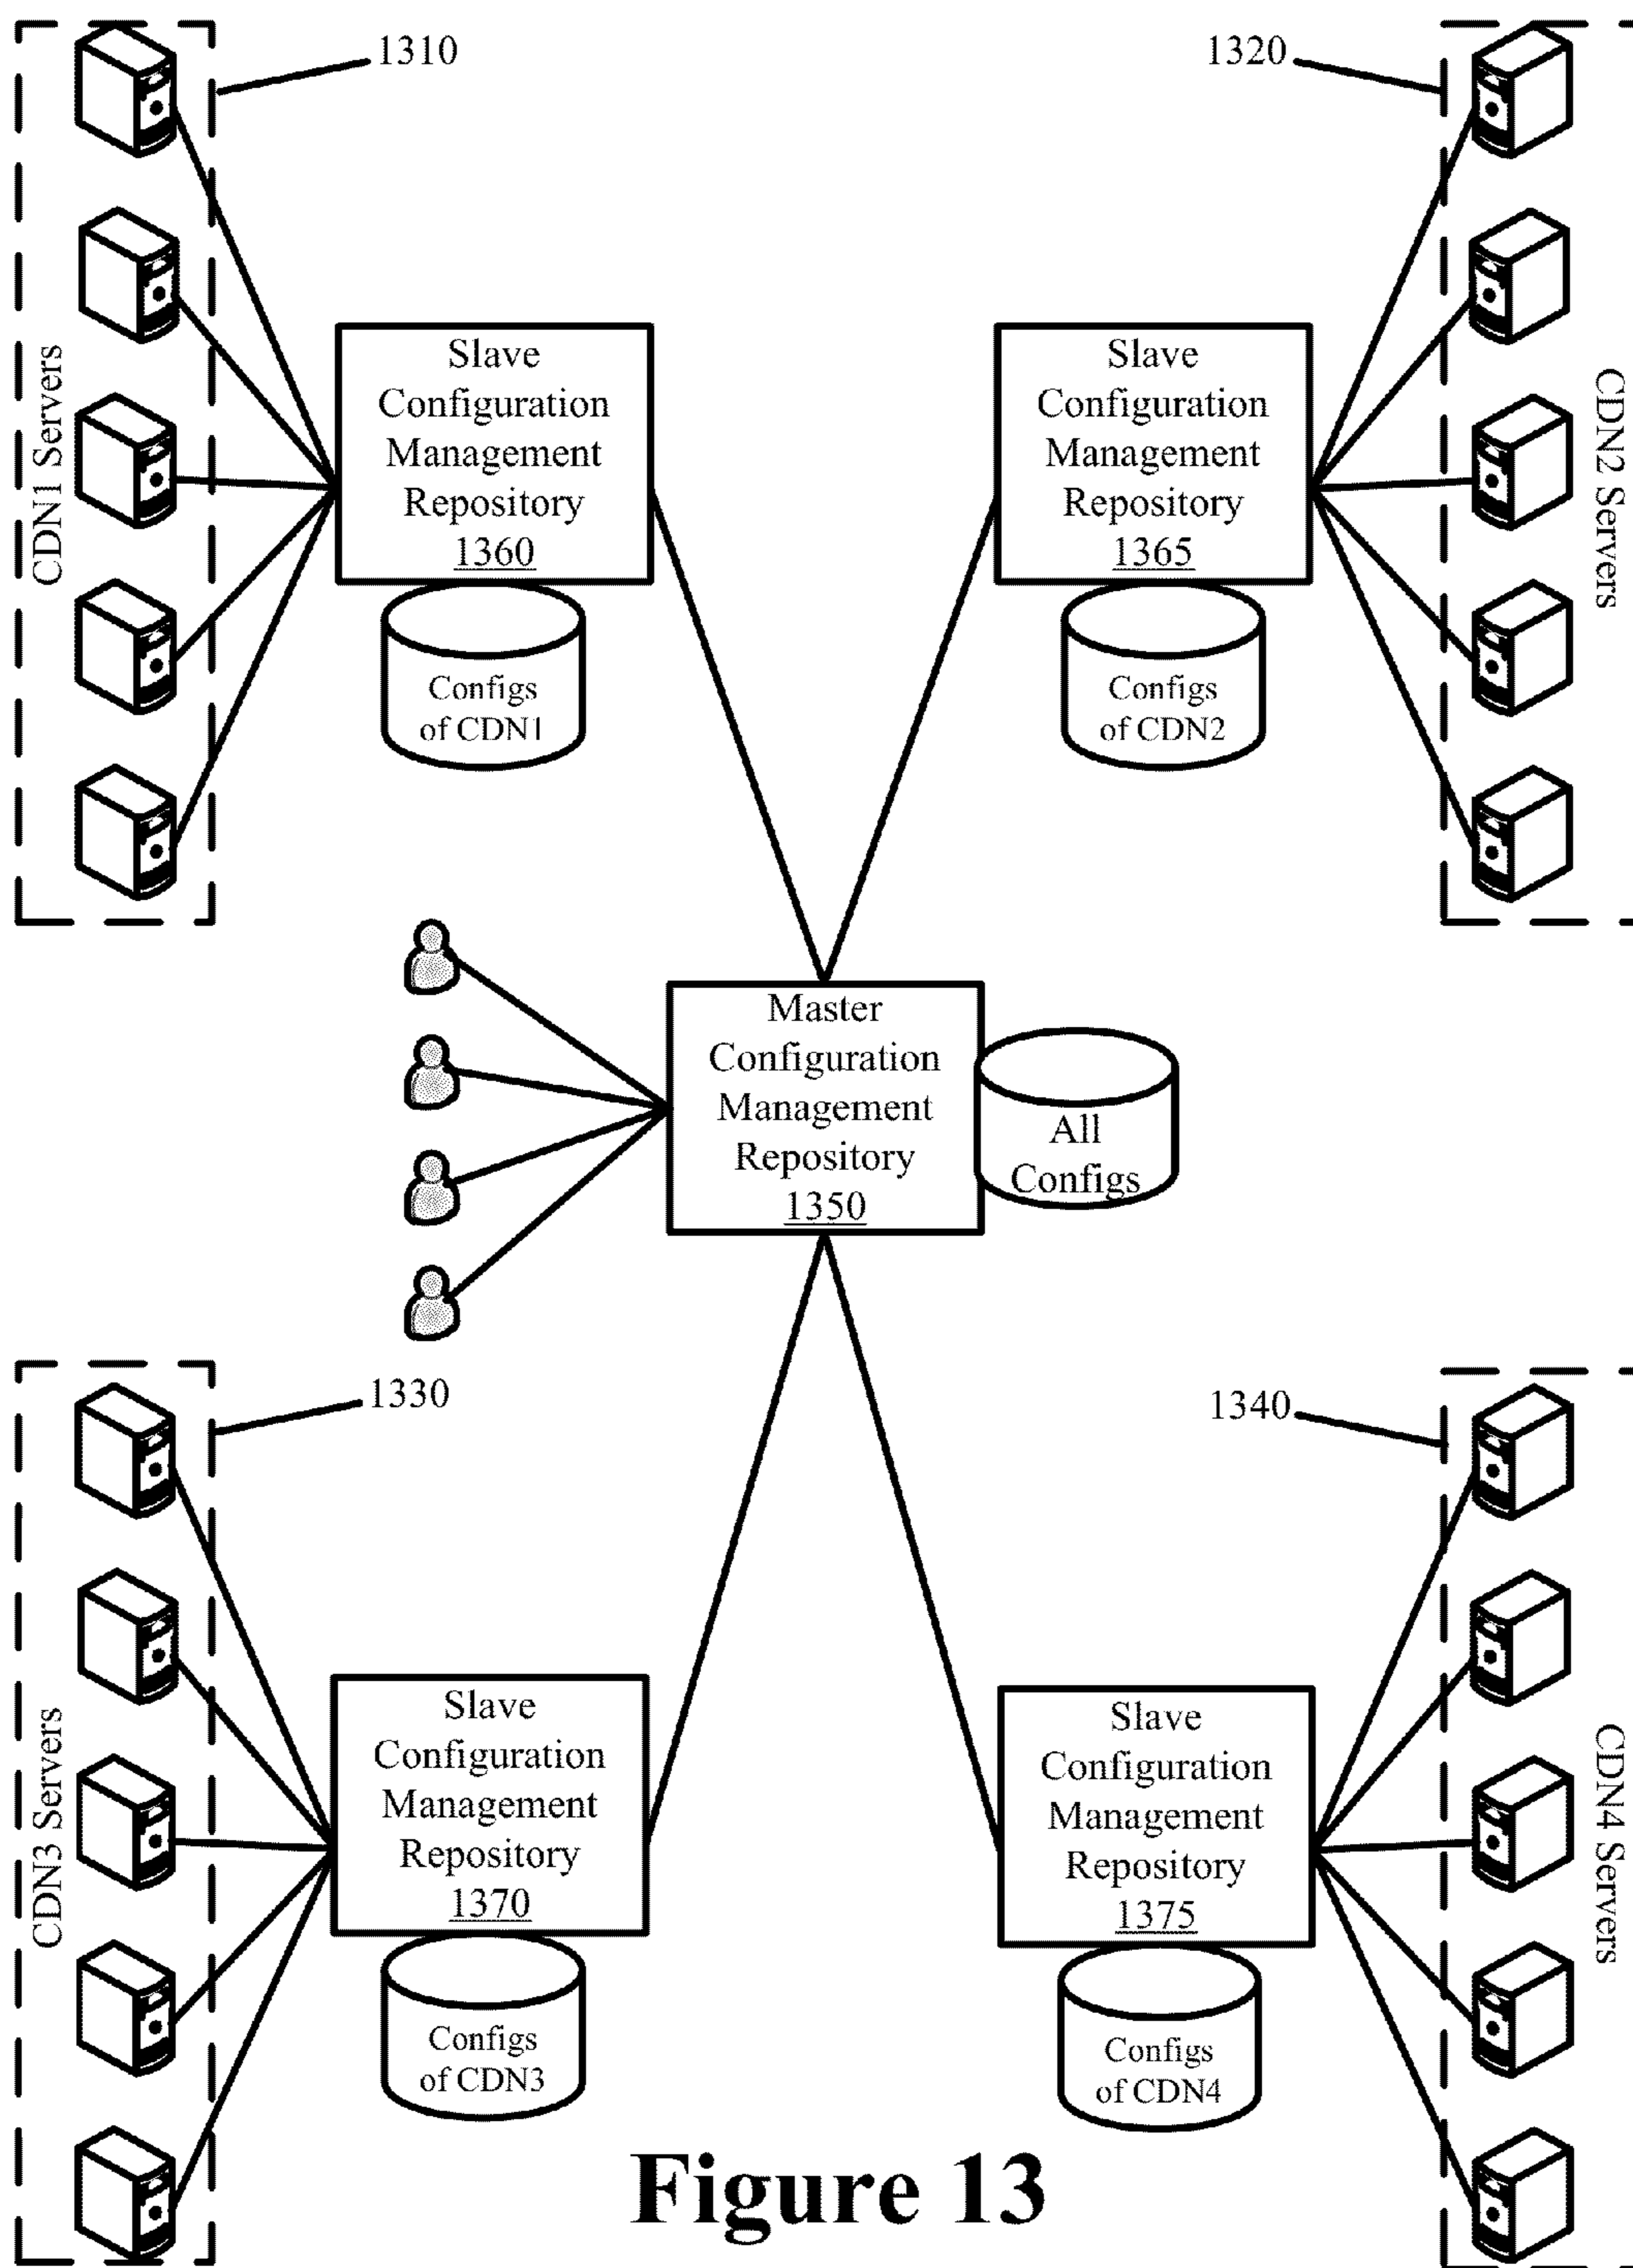 1310
1320
CDN1 Servers
Slave
Configuration
Management
Repository
1360
Configs
of CDN1
Slave
Configuration
Management
Repository
1365
Configs
of CDN2
CDN2 Servers
Master
Configuration
Management
Repository
1350
All
Configs
1330
1340
CDN3 Servers
Slave
Configuration
Management
Repository
1370
Configs
of CDN3
Slave
Configuration
Management
Repository
1375
Configs
of CDN4
CDN4 Servers
Figure 13